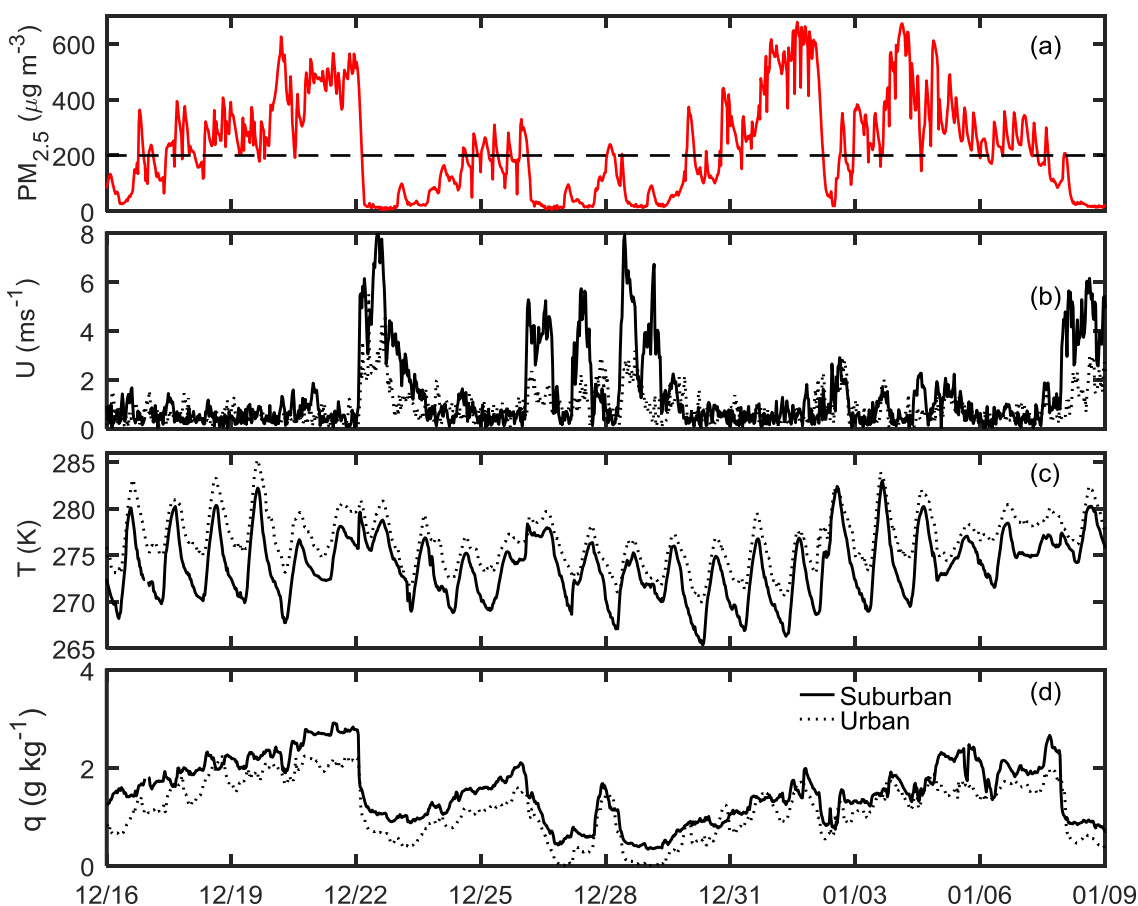 (a)
PM2.5 (μg m-3)
600
400
200
0
(b)
U (ms-1)
8
6
4
2
0
(c)
T (K)
285
280
275
270
265
(d)
q (g kg-1)
4
2
0
Suburban
Urban
12/16 12/19 12/22 12/25 12/28 12/31 01/03 01/06 01/09